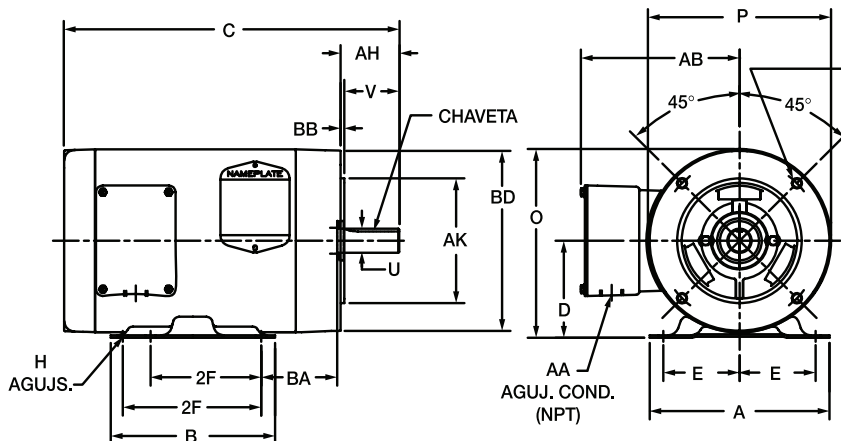 C
P
AH
AB
V
45°
45°
BB
CHAVETA
NAMEPLATE
BD
O
AK
U
D
H
AGUJS.
2F
BA
2F
B
AA
AGUJ. COND.
(NPT)
E
E
A